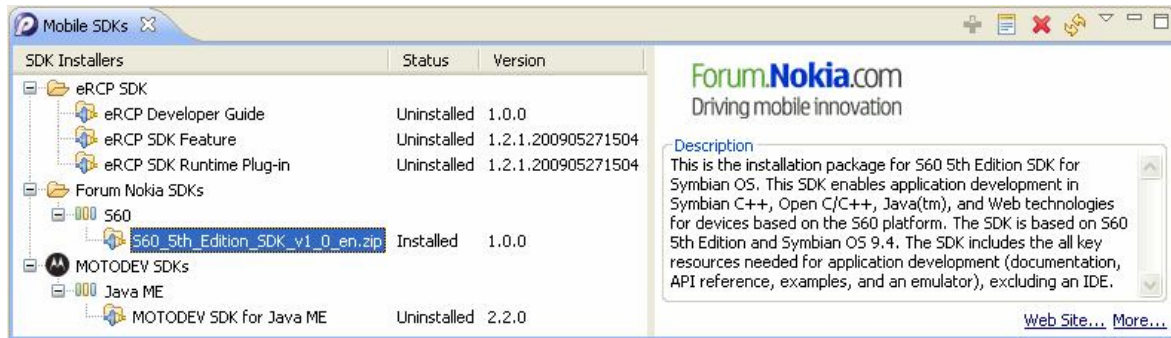 Mobile SDKs
SDK Installers Status Version
eRCP SDK
eRCP Developer Guide Uninstalled 1.0.0
eRCP SDK Feature Uninstalled 1.2.1.200905271504
eRCP SDK Runtime Plug-in Uninstalled 1.2.1.200905271504
Forum Nokia SDKs
S60
S60_5th_Edition_SDK_v1_0_en.zip Installed 1.0.0
MOTODEV SDKs
Java ME
MOTODEV SDK for Java ME Uninstalled 2.2.0
Forum.Nokia.com
Driving mobile innovation
Description
This is the installation package for S60 5th Edition SDK for
Symbian OS. This SDK enables application development in
Symbian C++, Open C/C++, Java(tm), and Web technologies
for devices based on the S60 platform. The SDK is based on S60
5th Edition and Symbian OS 9.4. The SDK includes the all key
resources needed for application development (documentation,
API reference, examples, and an emulator), excluding an IDE.
Web Site... More...